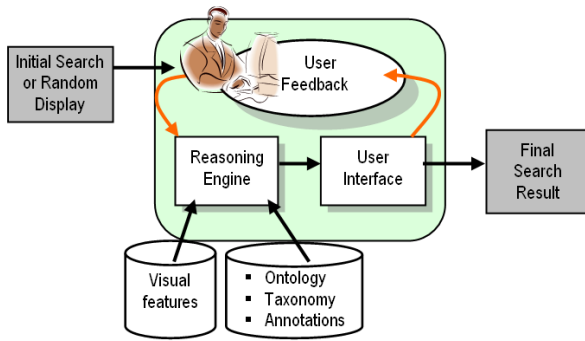 Initial Search
or Random
Display
User
Feedback
Reasoning
Engine
User
Interface
Final
Search
Result
Visual
features
▪ Ontology
▪ Taxonomy
▪ Annotations